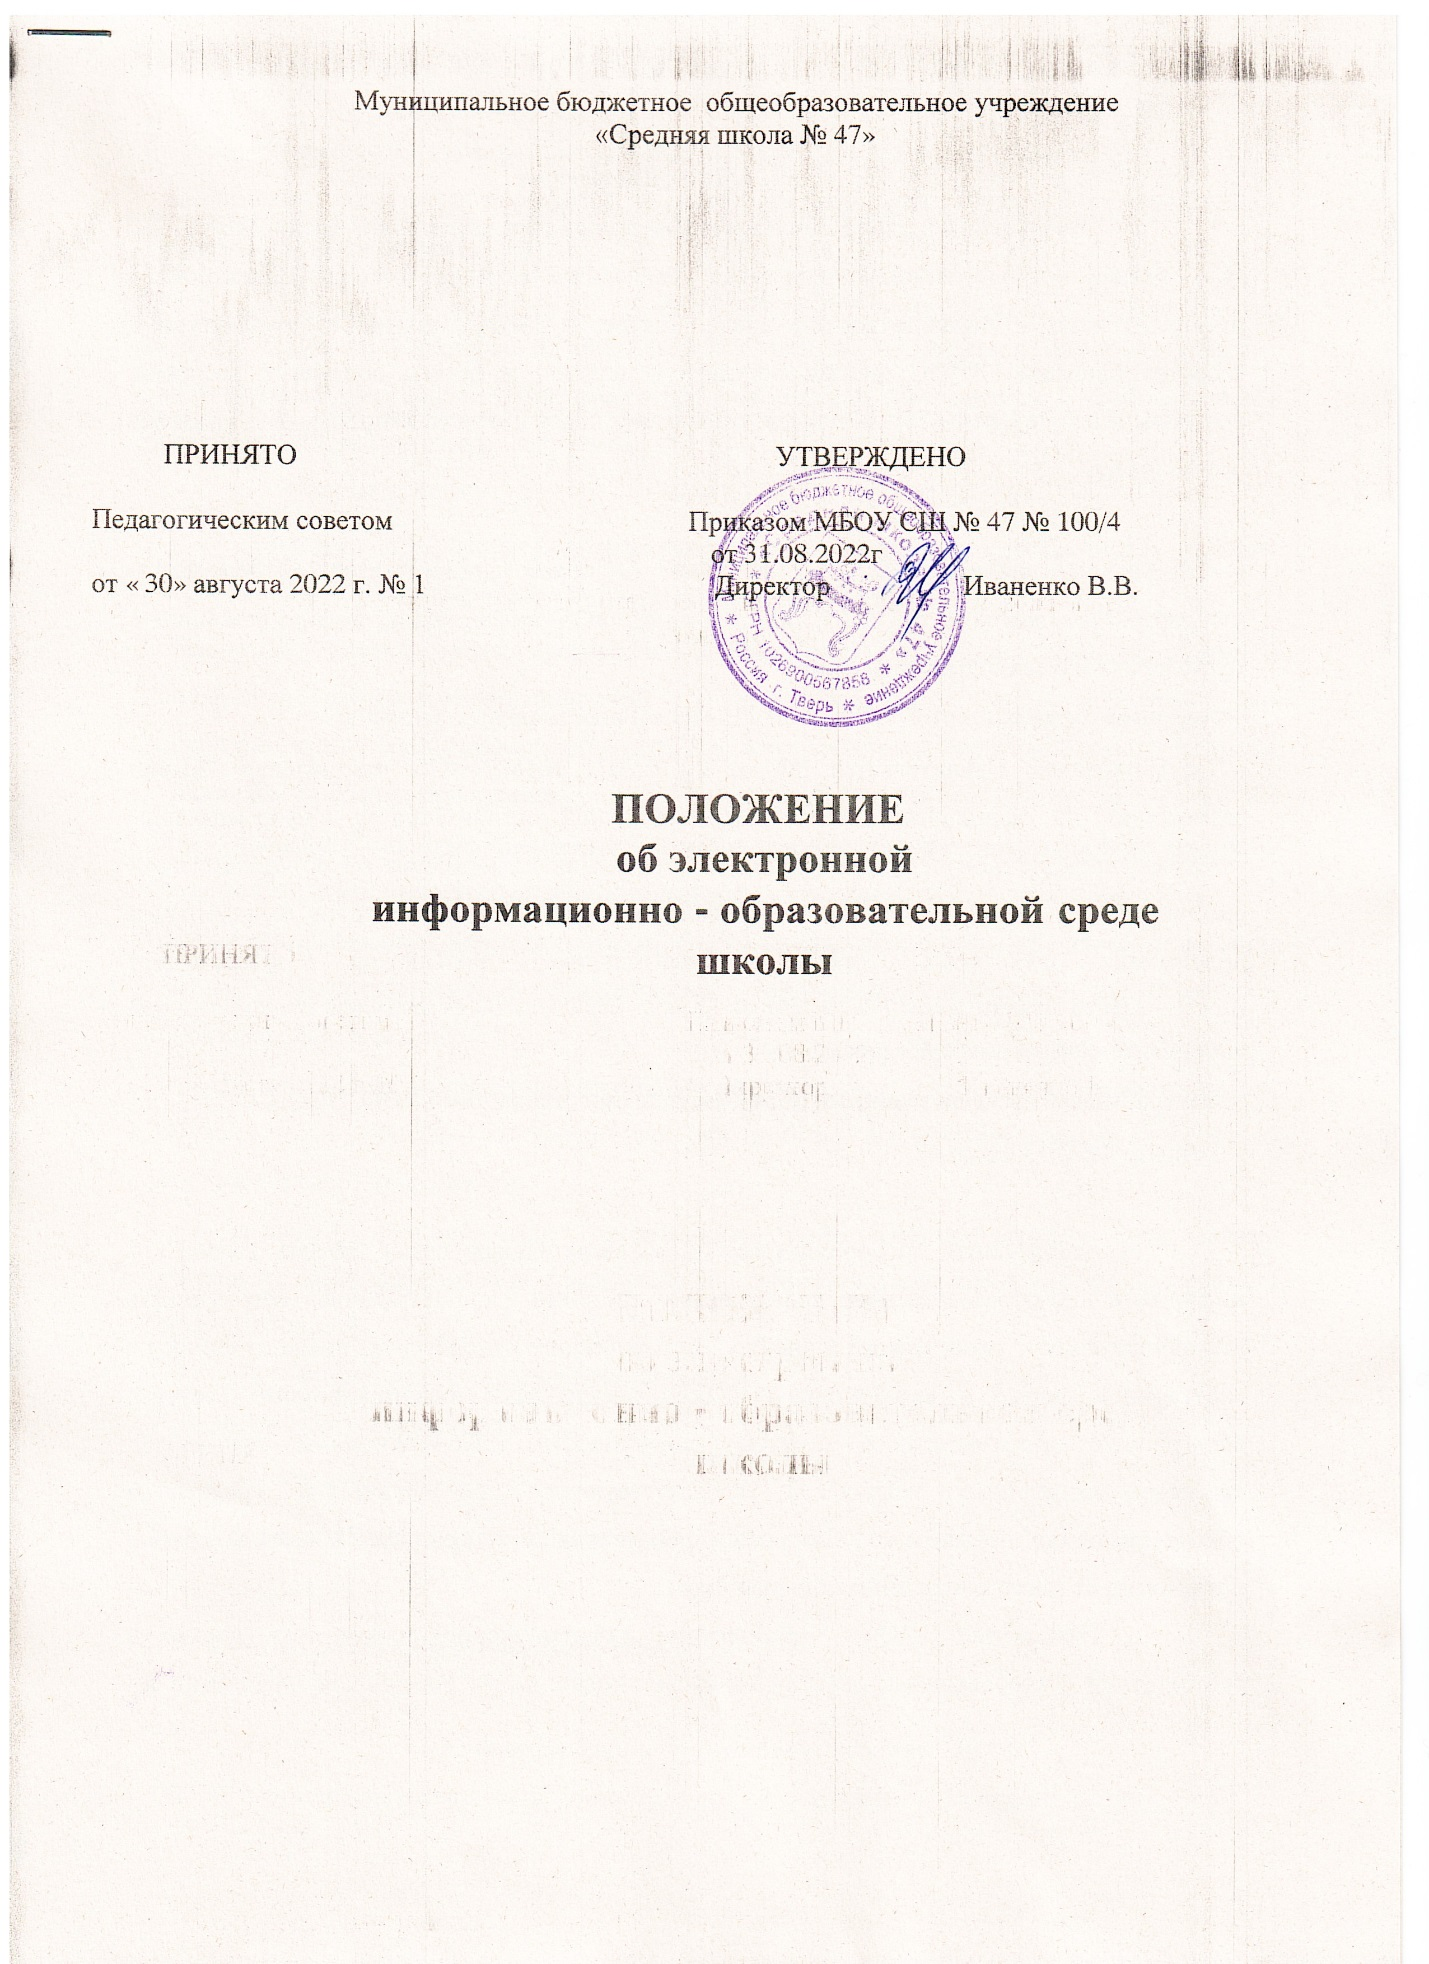 Муниципальное бюджетное общеобразовательное учреждение
«Средняя школа № 47»
ПРИНЯТО
УТВЕРЖДЕНО
Педагогическим советом
Приказом МБОУ СШ № 47 № 100/4
от 31.08.2022г
от « 30» августа 2022 г. № 1
Директор Иваненко В.В.
Россия г. Тверь
ПОЛОЖЕНИЕ
об электронной
информационно - образовательной среде
школы